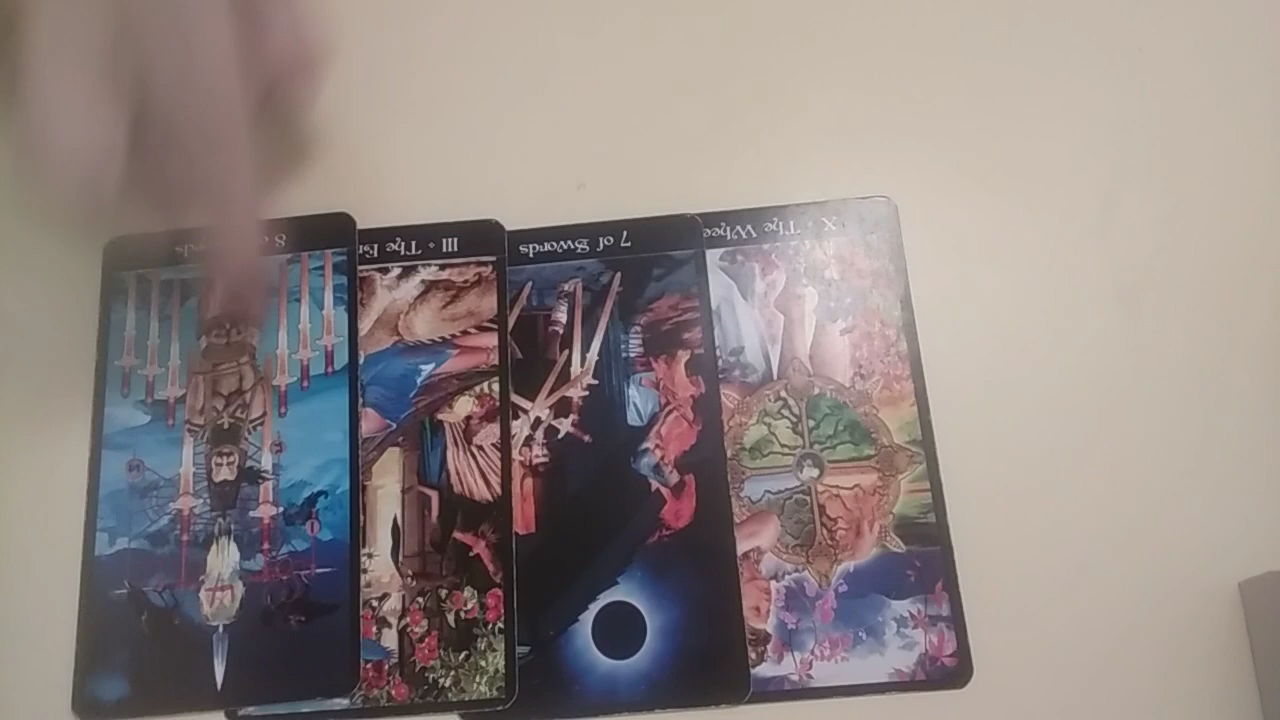 8
III • The
7 of Swords
X • The